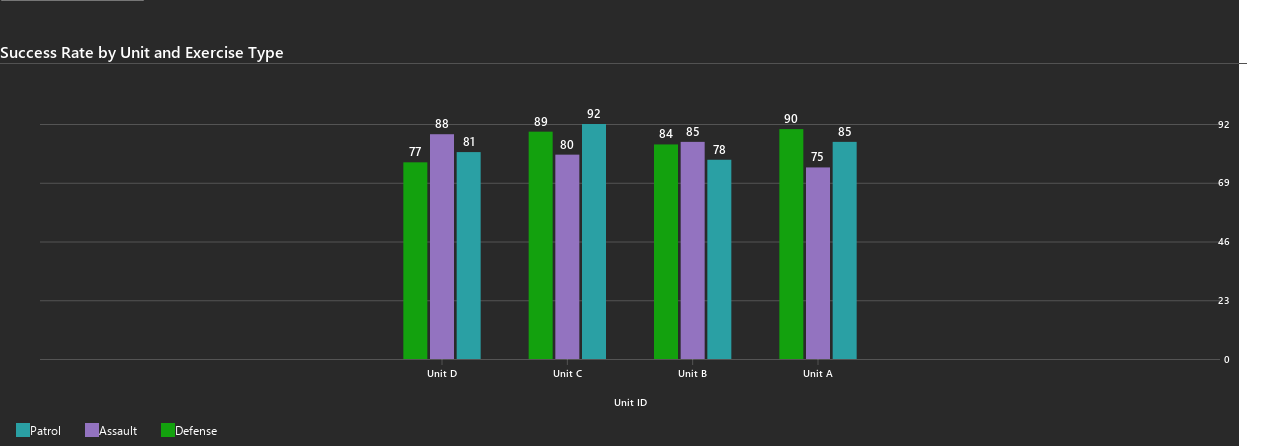 Success Rate by Unit and Exercise Type
92
89
88
90
84
85
85
81
80
78
77
75
92
69
46
23
0
Unit D
Unit C
Unit B
Unit A
Unit ID
Patrol
Assault
Defense